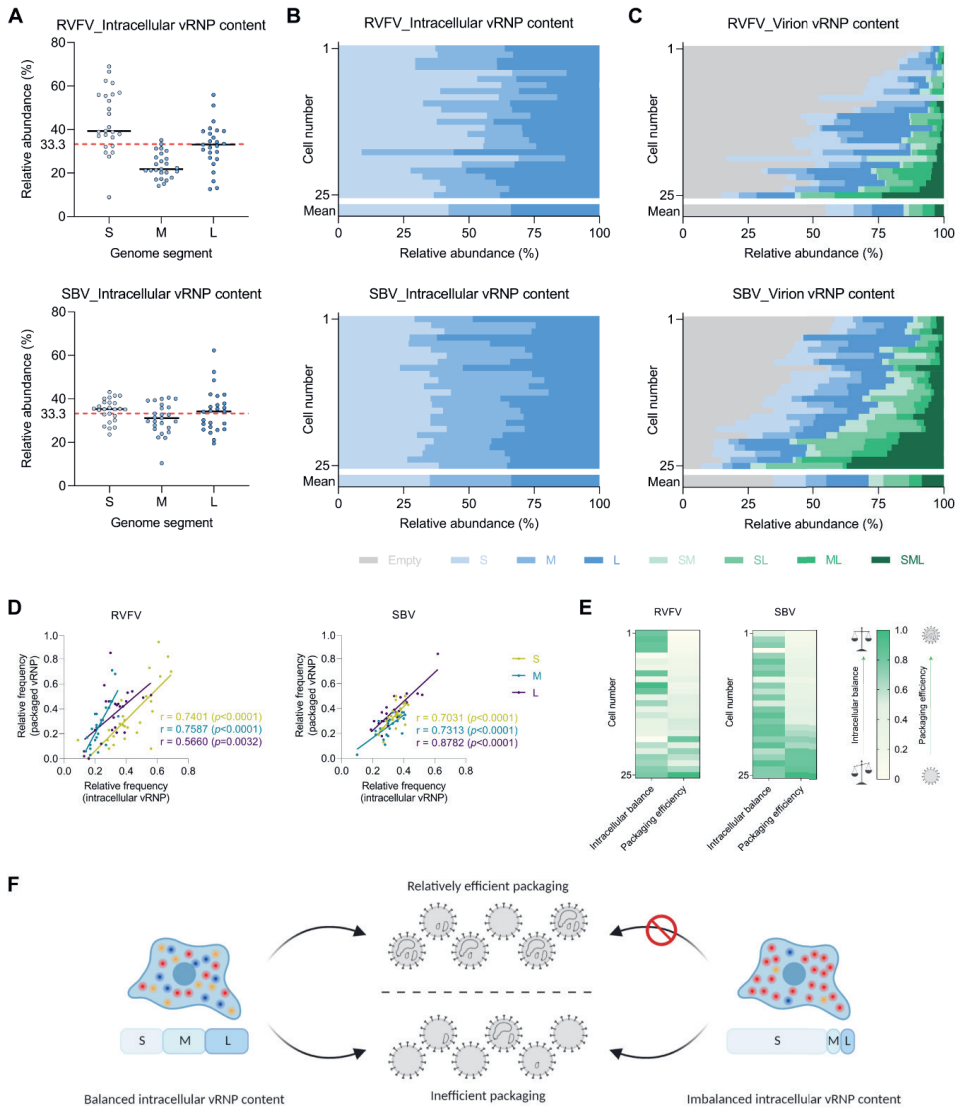 A
RVFV_Intracellular vRNP content
Relative abundance (%)
80
60
40
33.3
20
0
S
M
L
Genome segment
SBV_Intracellular vRNP content
Relative abundance (%)
80
60
40
33.3
20
0
S
M
L
Genome segment
B
RVFV_Intracellular vRNP content
Cell number
1
25
Mean
0
25
50
75
100
Relative abundance (%)
SBV_Intracellular vRNP content
Cell number
1
25
Mean
0
25
50
75
100
Relative abundance (%)
C
RVFV_Virion vRNP content
Cell number
1
25
Mean
0
25
50
75
100
Relative abundance (%)
SBV_Virion vRNP content
Cell number
1
25
Mean
0
25
50
75
100
Relative abundance (%)
Empty
S
M
L
SM
SL
ML
SML
D
RVFV
Relative frequency
(packaged vRNP)
1.0
0.8
0.6
0.4
0.2
0.0
r = 0.7401 (p<0.0001)
r = 0.7587 (p<0.0001)
r = 0.5660 (p=0.0032)
0.0
0.2
0.4
0.6
0.8
Relative frequency
(intracellular vRNP)
SBV
Relative frequency
(packaged vRNP)
1.0
0.8
0.6
0.4
0.2
0.0
S
M
L
r = 0.7031 (p<0.0001)
r = 0.7313 (p<0.0001)
r = 0.8782 (p<0.0001)
0.0
0.2
0.4
0.6
0.8
Relative frequency
(intracellular vRNP)
E
RVFV
Cell number
1
25
Intracellular balance
Packaging efficiency
SBV
Cell number
1
25
Intracellular balance
Packaging efficiency
Intracellular balance
1.0
0.8
0.6
0.4
0.2
0
Packaging efficiency
F
Relatively efficient packaging
S
M
L
Balanced intracellular vRNP content
Inefficient packaging
S
M
L
Imbalanced intracellular vRNP content